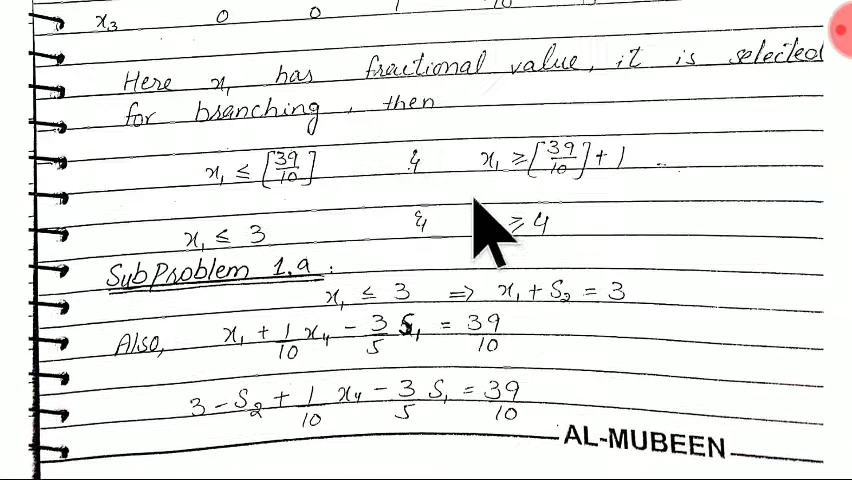 x₃ 0 0 1
Here x₁ has fractional value, it is selected
for branching, then
x₁ ≤ [39/10] & x₁ ≥ [39/10] + 1
x₁ ≤ 3 & ≥ 4
SubProblem 1.a :
x₁ ≤ 3 ⟹ x₁ + S₂ = 3
Also, x₁ + 1/10 x₄ - 3/5 S₁ = 39/10
3 - S₂ + 1/10 x₄ - 3/5 S₁ = 39/10
AL-MUBEEN